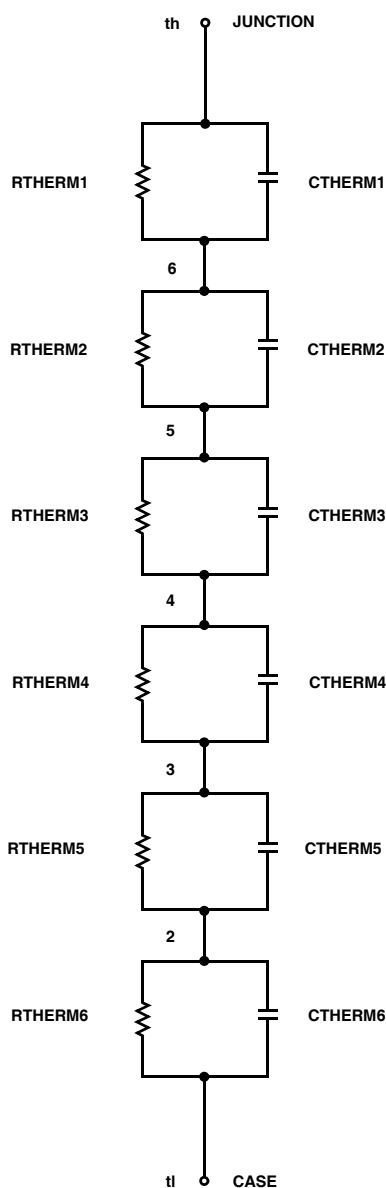 th JUNCTION
RTHERM1 CTHERM1
6
RTHERM2 CTHERM2
5
RTHERM3 CTHERM3
4
RTHERM4 CTHERM4
3
RTHERM5 CTHERM5
2
RTHERM6 CTHERM6
tl CASE